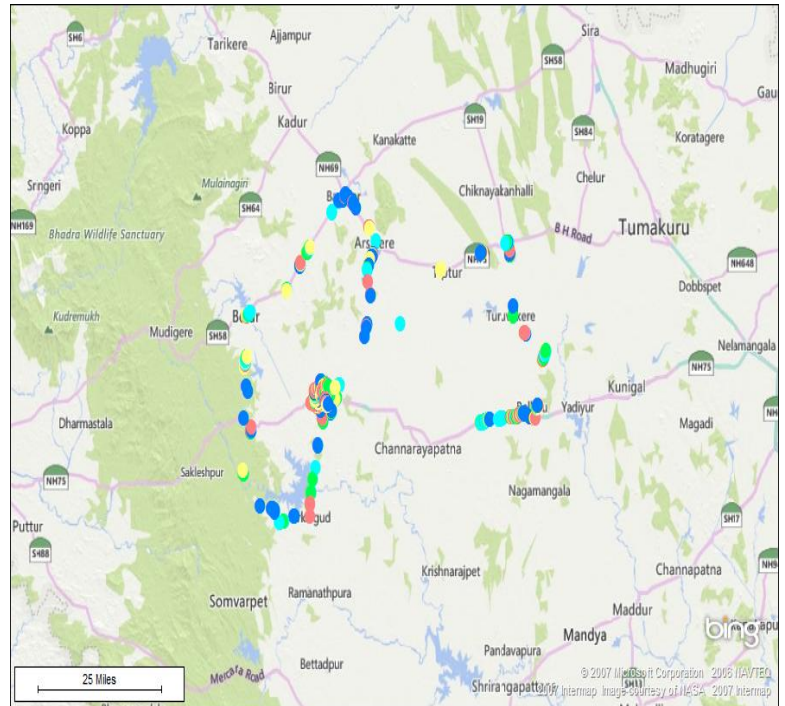 SH6
Tarikere
Ajjampur
Sira
SH58
Madhugiri
Birur
Koppa
Kadur
SH19
SH84
Koratagere
Kanakatte
NH69
Srngeri
Mulainagiri
Chelur
SH64
Chiknayakanhalli
NH169
Bhadra Wildlife Sanctuary
B H Road
Tumakuru
NH648
Dobbspet
Kudremukh
Mudigere
SH58
Nelamangala
NH75
Kunigal
Yadiyur
Magadi
Dharmastala
Channarayapatna
Sakleshpur
NH75
Nagamangala
SH17
Puttur
SH88
Krishnarajpet
Channapatna
Ramanathpura
Somvarpet
Maddur
Mandya
bing
Pandavapura
Bettadpur
Mercara Road
25 Miles
© 2007 Microsoft Corporation 2006 NAVTEQ
2007 Intermap Image courtesy of NASA 2007 Intermap